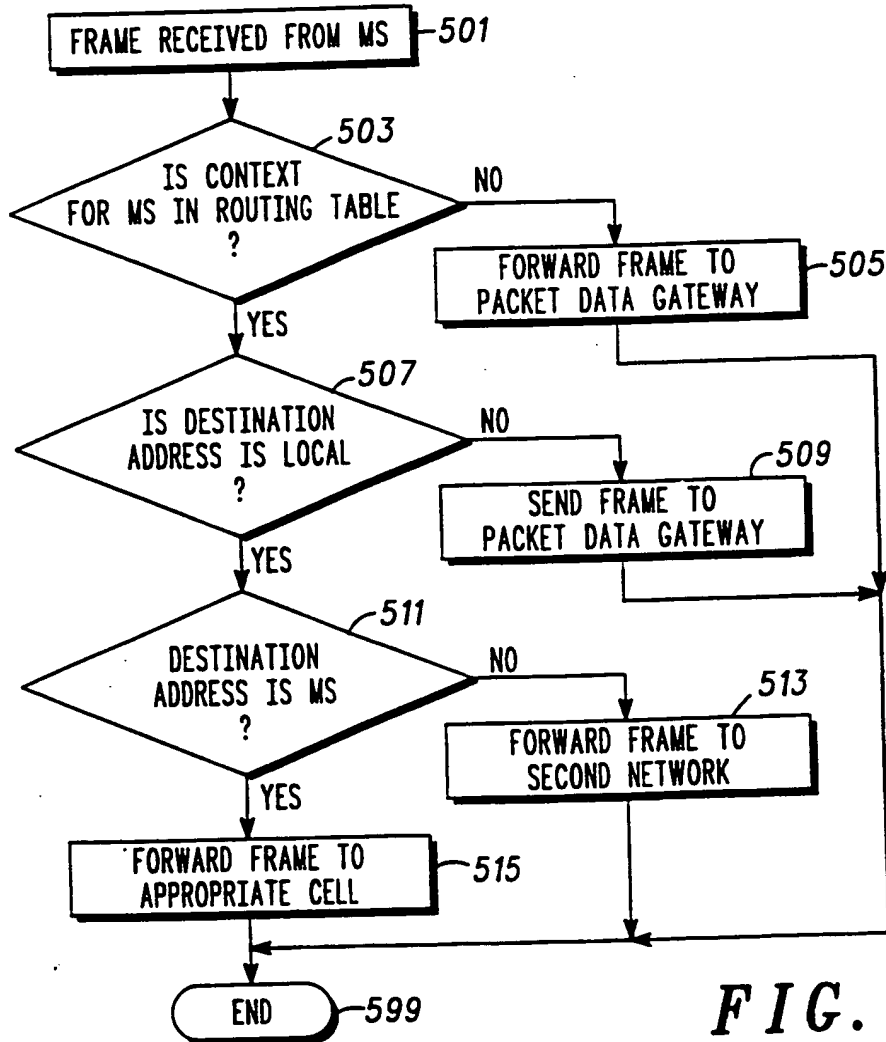 FRAME RECEIVED FROM MS
501
503
IS CONTEXT
FOR MS IN ROUTING TABLE
?
NO
FORWARD FRAME TO
PACKET DATA GATEWAY
505
YES
507
IS DESTINATION
ADDRESS IS LOCAL
?
NO
509
SEND FRAME TO
PACKET DATA GATEWAY
YES
511
DESTINATION
ADDRESS IS MS
?
NO
513
FORWARD FRAME TO
SECOND NETWORK
YES
FORWARD FRAME TO
APPROPRIATE CELL
515
END
599
FIG.